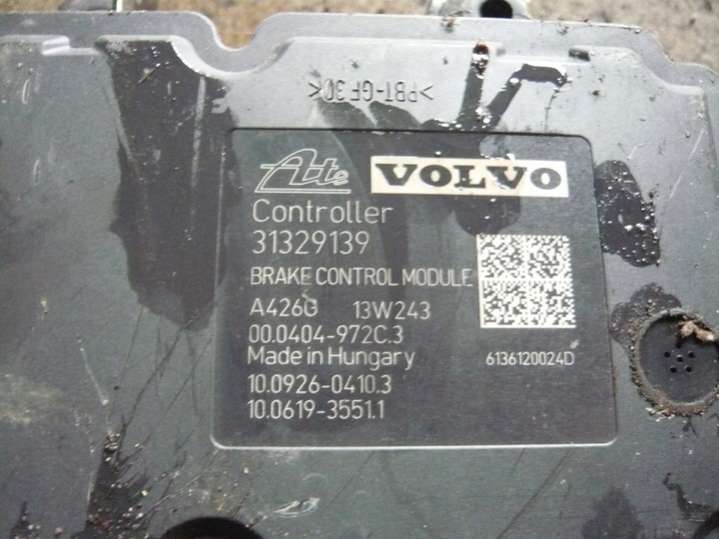 >PBT-GF30<
Ate VOLVO
Controller
31329139
BRAKE CONTROL MODULE
A426G 13W243
00.0404-972C.3
Made in Hungary 6136120024D
10.0926-0410.3
10.0619-3551.1